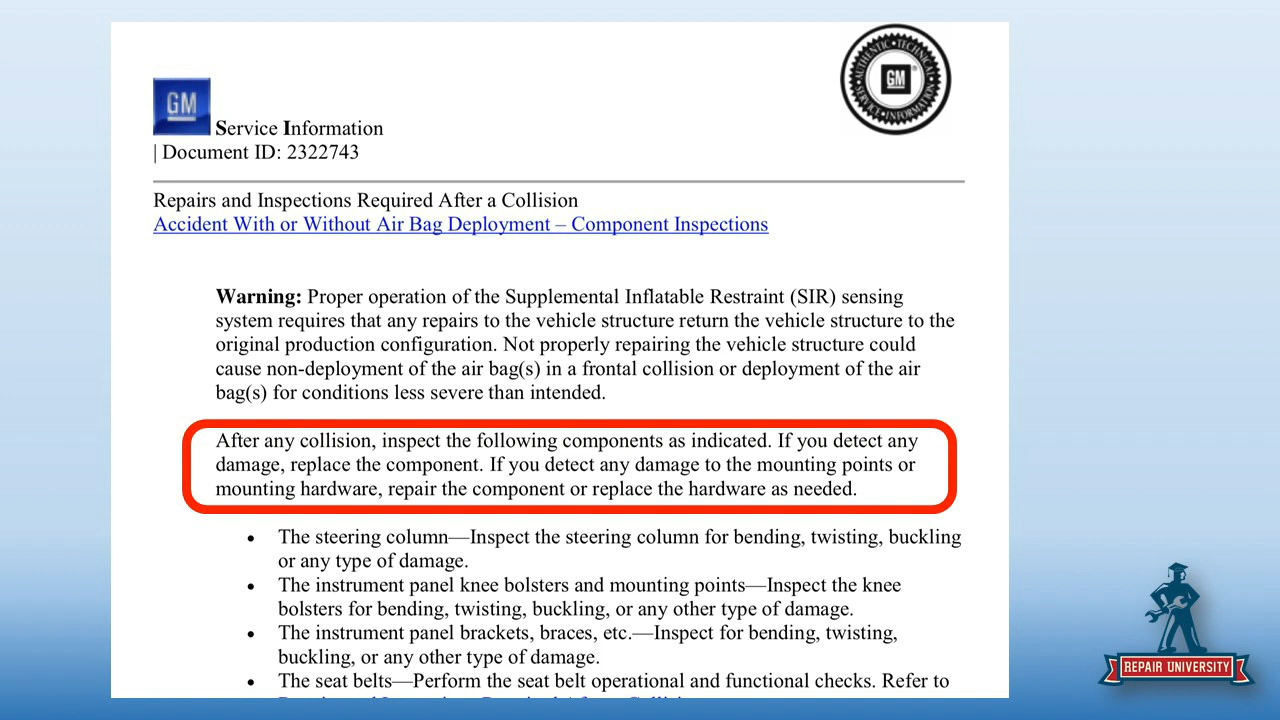 GM
AUTHENTIC • TECHNICAL
GM
SERVICE • INFORMATION
Service Information
| Document ID: 2322743
Repairs and Inspections Required After a Collision
Accident With or Without Air Bag Deployment – Component Inspections
Warning: Proper operation of the Supplemental Inflatable Restraint (SIR) sensing
system requires that any repairs to the vehicle structure return the vehicle structure to the
original production configuration. Not properly repairing the vehicle structure could
cause non-deployment of the air bag(s) in a frontal collision or deployment of the air
bag(s) for conditions less severe than intended.
After any collision, inspect the following components as indicated. If you detect any
damage, replace the component. If you detect any damage to the mounting points or
mounting hardware, repair the component or replace the hardware as needed.
• The steering column—Inspect the steering column for bending, twisting, buckling
or any type of damage.
• The instrument panel knee bolsters and mounting points—Inspect the knee
bolsters for bending, twisting, buckling, or any other type of damage.
• The instrument panel brackets, braces, etc.—Inspect for bending, twisting,
buckling, or any other type of damage.
• The seat belts—Perform the seat belt operational and functional checks. Refer to
REPAIR UNIVERSITY